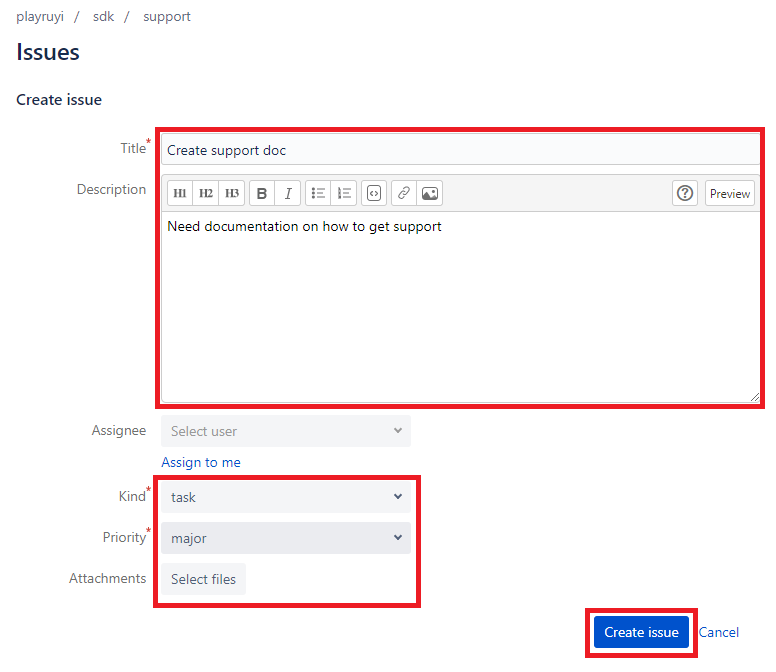 playruyi / sdk / support
Issues
Create issue
Title* Create support doc
Description H1 H2 H3 B I Preview
Need documentation on how to get support
Assignee Select user
Assign to me
Kind* task
Priority* major
Attachments Select files
Create issue Cancel